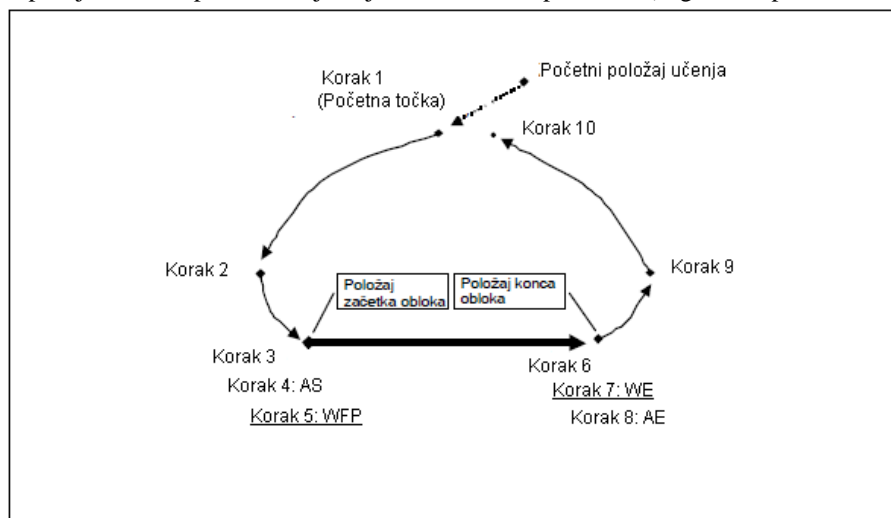 .Početni položaj učenja
Korak 1
(Početna točka)
Korak 10
Korak 2
Korak 9
Položaj
začetka obloka
Položaj konca
obloka
Korak 3
Korak 6
Korak 4: AS
Korak 7: WE
Korak 5: WFP
Korak 8: AE